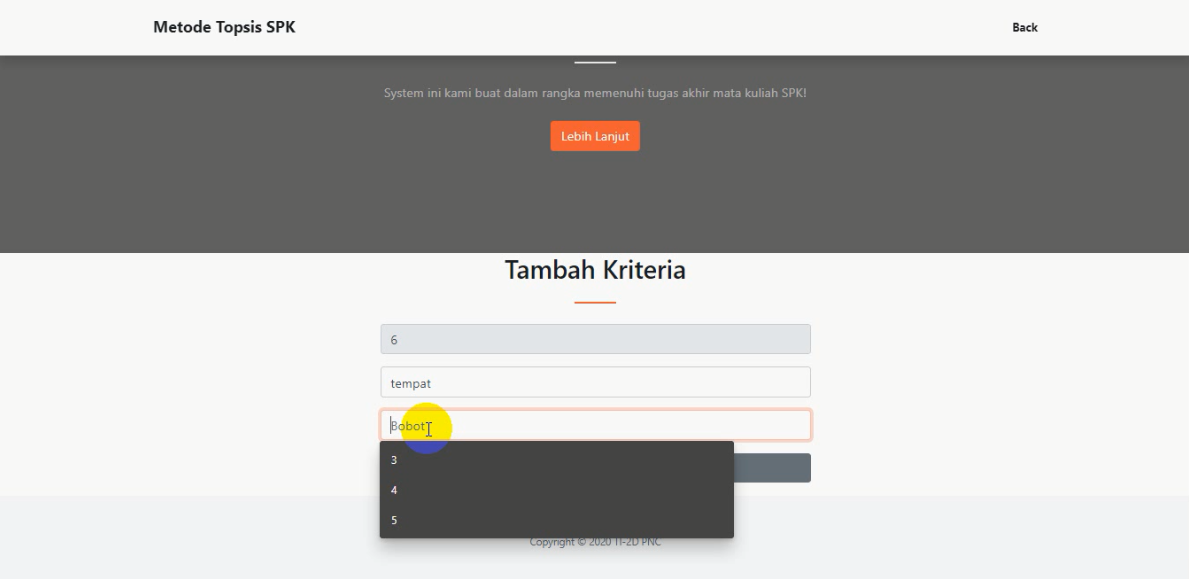 Metode Topsis SPK
Back
System ini kami buat dalam rangka memenuhi tugas akhir mata kuliah SPK!
Lebih Lanjut
Tambah Kriteria
6
tempat
Bobot
3
4
5
Copyright © 2020 TI-2D PNC